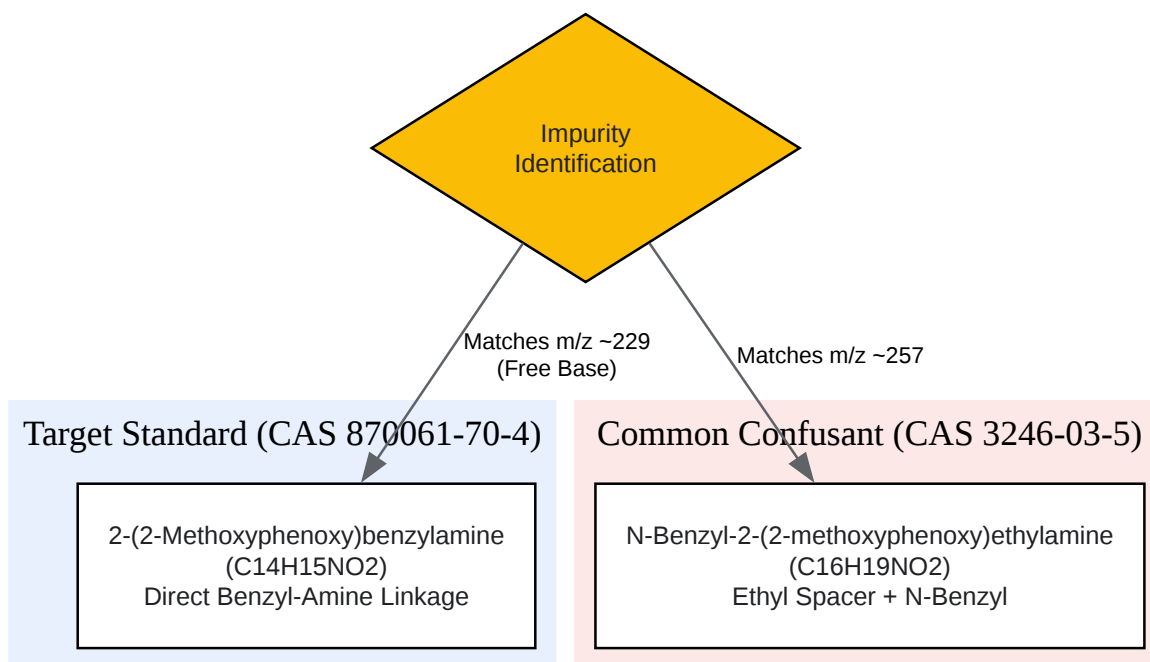 Impurity
Identification
Matches m/z ~229
(Free Base)
Matches m/z ~257
Target Standard (CAS 870061-70-4)
2-(2-Methoxyphenoxy)benzylamine
(C14H15NO2)
Direct Benzyl-Amine Linkage
Common Confusant (CAS 3246-03-5)
N-Benzyl-2-(2-methoxyphenoxy)ethylamine
(C16H19NO2)
Ethyl Spacer + N-Benzyl